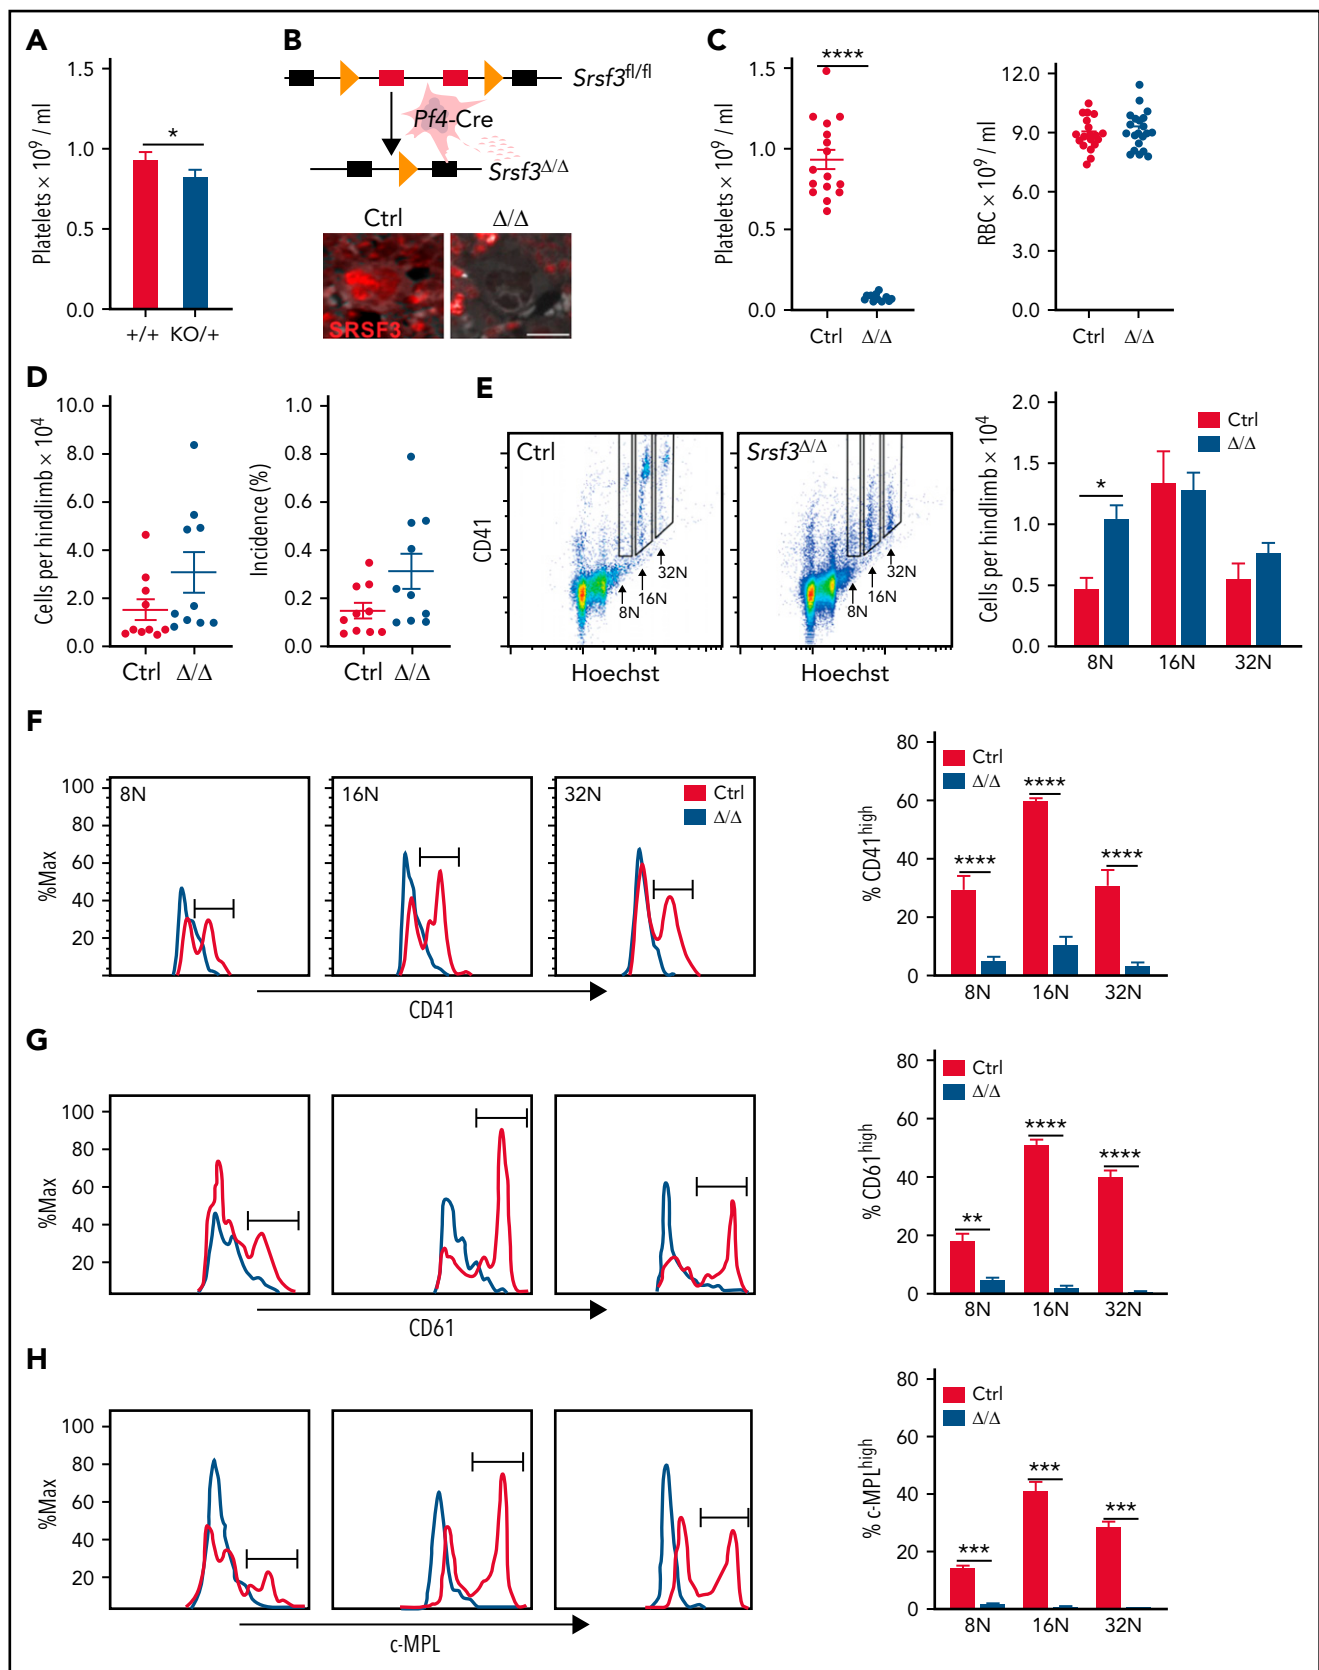 A
Platelets × 10⁹ / ml
1.5
1.0
0.5
0.0
*
+/+ KO/+
B
Srsf3fl/fl
Pf4-Cre
Srsf3Δ/Δ
Ctrl Δ/Δ
SRSF3
C
Platelets × 10⁹ / ml
1.5
1.0
0.5
0.0
****
Ctrl Δ/Δ
RBC × 10⁹ / ml
12.0
9.0
6.0
3.0
0.0
Ctrl Δ/Δ
D
Cells per hindlimb × 10⁴
10.0
8.0
6.0
4.0
2.0
0.0
Ctrl Δ/Δ
Incidence (%)
1.0
0.8
0.6
0.4
0.2
0.0
Ctrl Δ/Δ
E
CD41
Ctrl
8N
16N
32N
Hoechst
Srsf3Δ/Δ
8N
16N
32N
Hoechst
Cells per hindlimb × 10⁴
2.0
1.5
1.0
0.5
0.0
Ctrl
Δ/Δ
*
8N 16N 32N
F
%Max
100
80
60
40
20
8N
16N
32N
Ctrl
Δ/Δ
CD41
% CD41high
80
60
40
20
0
Ctrl
Δ/Δ
****
****
****
8N 16N 32N
G
%Max
100
80
60
40
20
CD61
% CD61high
80
60
40
20
0
Ctrl
Δ/Δ
**
****
****
8N 16N 32N
H
%Max
100
80
60
40
20
c-MPL
% c-MPLhigh
80
60
40
20
0
Ctrl
Δ/Δ
***
***
***
8N 16N 32N